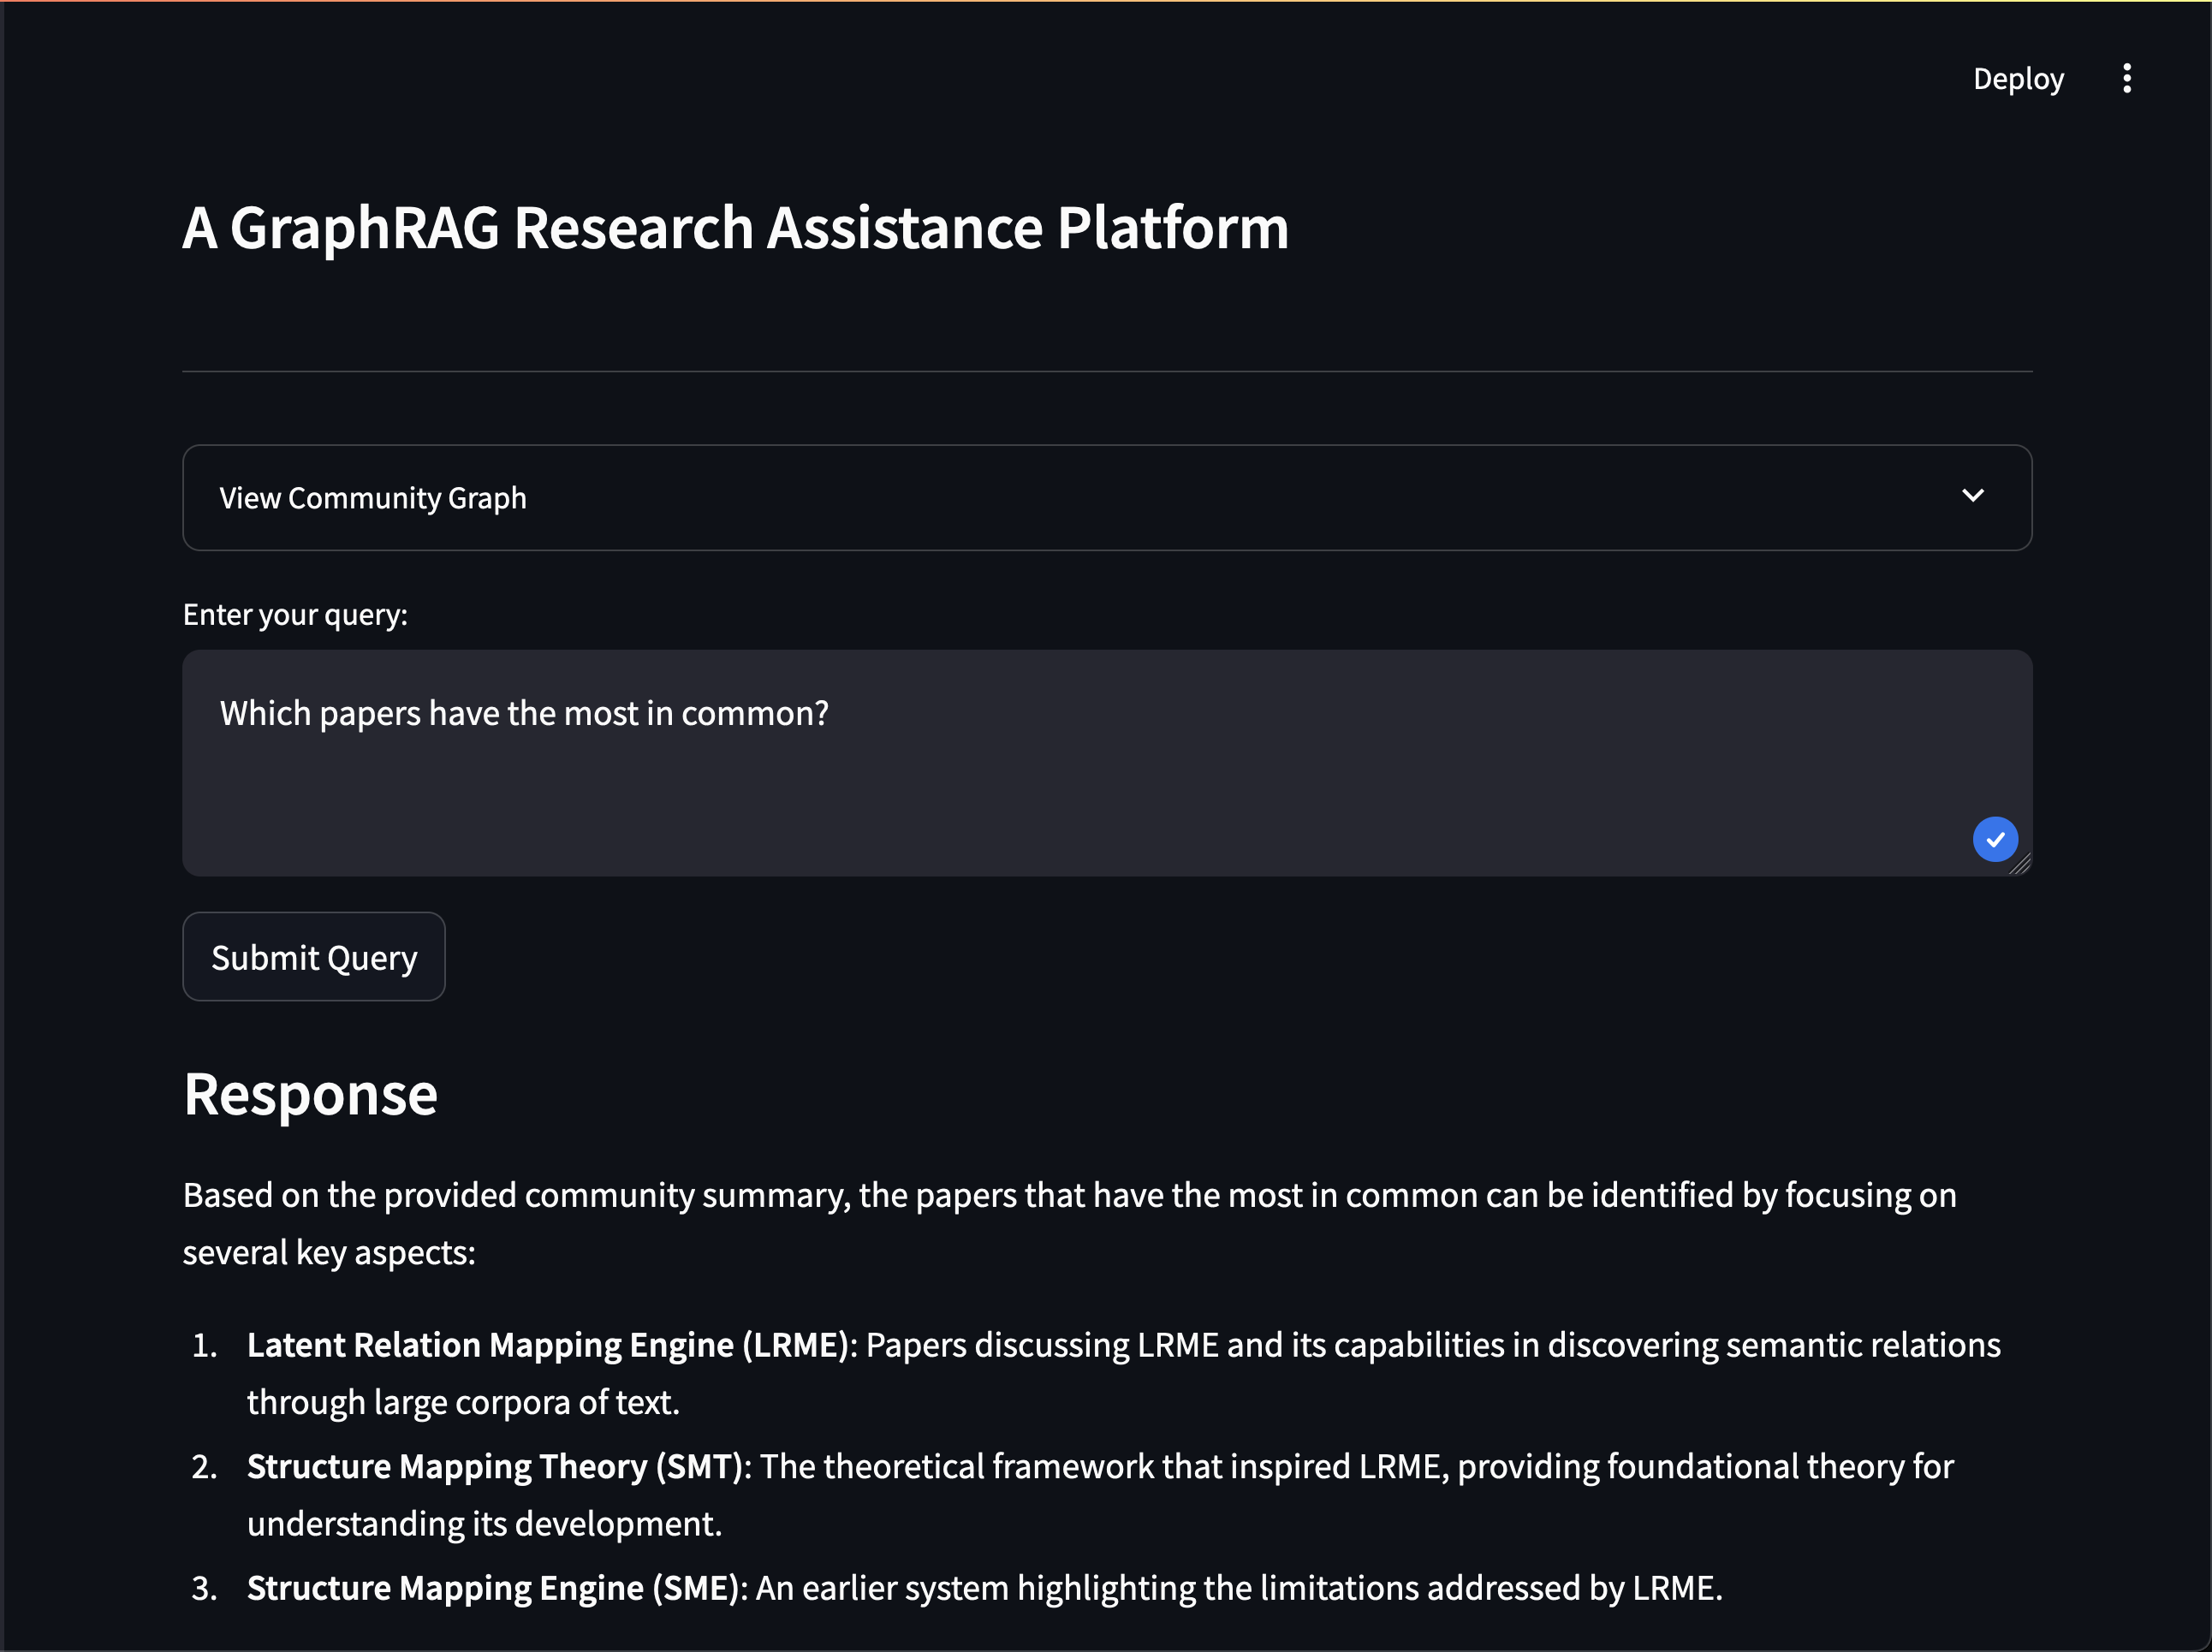 Deploy
A GraphRAG Research Assistance Platform
View Community Graph
Enter your query:
Which papers have the most in common?
Submit Query
Response
Based on the provided community summary, the papers that have the most in common can be identified by focusing on
several key aspects:
1. Latent Relation Mapping Engine (LRME): Papers discussing LRME and its capabilities in discovering semantic relations
through large corpora of text.
2. Structure Mapping Theory (SMT): The theoretical framework that inspired LRME, providing foundational theory for
understanding its development.
3. Structure Mapping Engine (SME): An earlier system highlighting the limitations addressed by LRME.